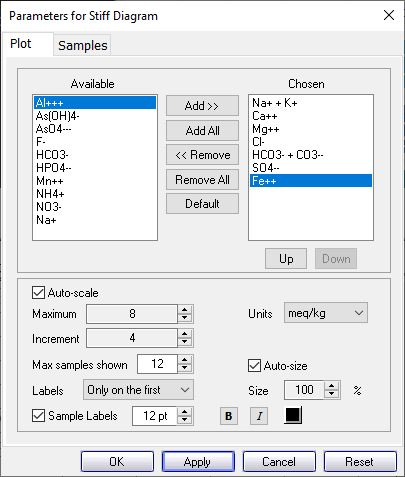 Parameters for Stiff Diagram
Plot Samples
Available Chosen
Al+++
As(OH)4-
AsO4---
F-
HCO3-
HPO4--
Mn++
NH4+
NO3-
Na+
Add >>
Add All
<< Remove
Remove All
Default
Na+ + K+
Ca++
Mg++
Cl-
HCO3- + CO3--
SO4--
Fe++
Up Down
Auto-scale
Maximum 8 Units meq/kg
Increment 4
Max samples shown 12 Auto-size
Labels Only on the first Size 100 %
Sample Labels 12 pt B I
OK Apply Cancel Reset